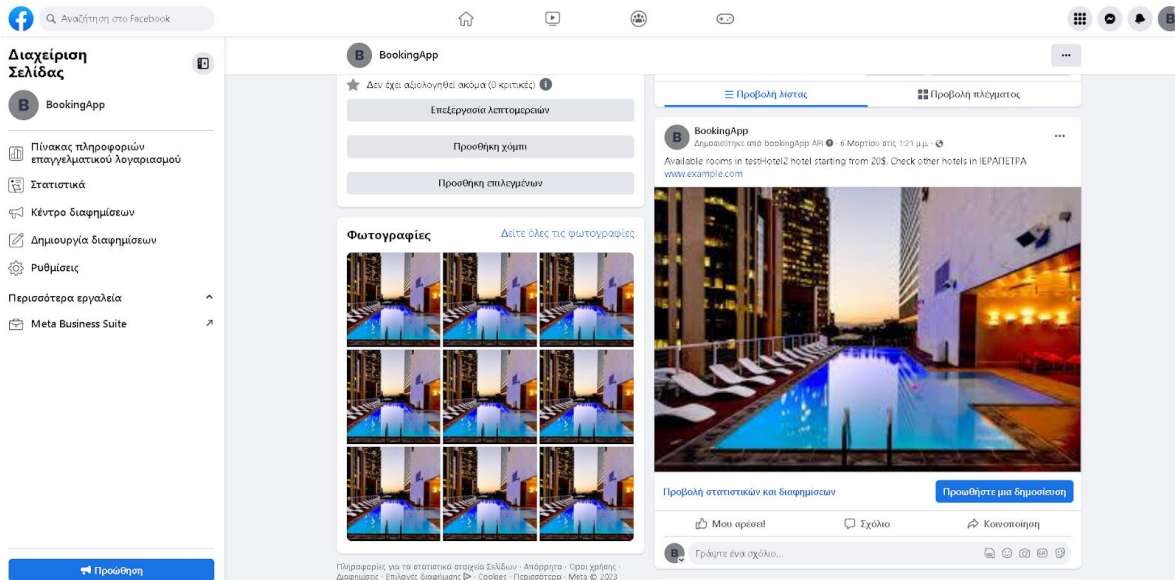 Αναζήτηση στο Facebook
Διαχείριση
Σελίδας
B BookingApp
Πίνακας πληροφοριών
επαγγελματικού λογαριασμού
Στατιστικά
Κέντρο διαφημίσεων
Δημιουργία διαφημίσεων
Ρυθμίσεις
Περισσότερα εργαλεία
Meta Business Suite
Προώθηση
B BookingApp
Δεν έχει αξιολογηθεί ακόμα (0 κριτικές)
Επεξεργασία λεπτομερειών
Προσθήκη χόμπι
Προσθήκη επιλεγμένων
Φωτογραφίες Δείτε όλες τις φωτογραφίες
Πληροφορίες για τα στατιστικά στοιχεία Σελίδων · Απόρρητο · Όροι χρήσης ·
Διαφημίσεις · Επιλογές διαφήμισης · Cookies · Περισσότερα · Meta © 2023
Προβολή λίστας Προβολή πλέγματος
B BookingApp
Δημοσιεύτηκε από bookingApp API · 6 Μαρτίου στις 1:21 μ.μ. ·
Available rooms in testHotel2 hotel starting from 20$. Check other hotels in ΙΕΡΑΠΕΤΡΑ
www.example.com
Προβολή στατιστικών και διαφημίσεων Προωθήστε μια δημοσίευση
Μου αρέσει! Σχόλιο Κοινοποίηση
B Γράψτε ένα σχόλιο...